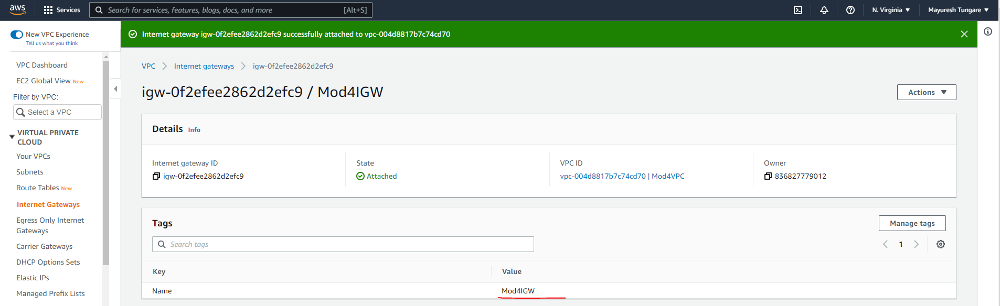 aws
Services
Search for services, features, blogs, docs, and more
[Alt+S]
N. Virginia
Mayuresh Tungare
New VPC Experience
Tell us what you think
Internet gateway igw-0f2efee2862d2efc9 successfully attached to vpc-004d8817b7c74cd70
VPC Dashboard
EC2 Global View New
Filter by VPC:
Select a VPC
VIRTUAL PRIVATE
CLOUD
Your VPCs
Subnets
Route Tables New
Internet Gateways
Egress Only Internet
Gateways
Carrier Gateways
DHCP Options Sets
Elastic IPs
Managed Prefix Lists
VPC
Internet gateways
igw-0f2efee2862d2efc9
igw-0f2efee2862d2efc9 / Mod4IGW
Actions
Details Info
Internet gateway ID
igw-0f2efee2862d2efc9
State
Attached
VPC ID
vpc-004d8817b7c74cd70 | Mod4VPC
Owner
836827779012
Tags
Manage tags
Search tags
1
Key
Value
Name
Mod4IGW